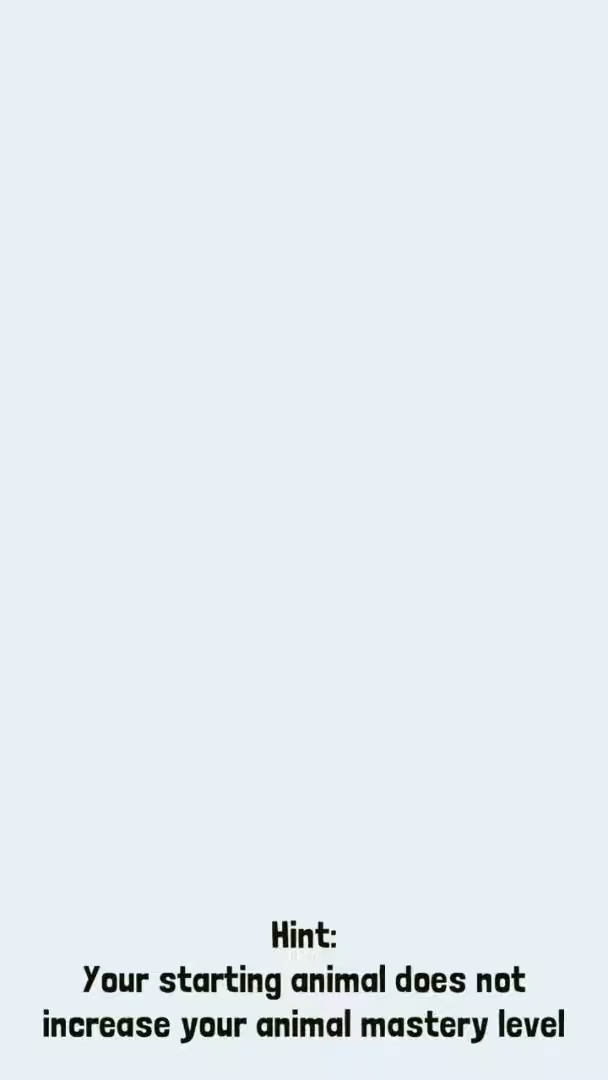 Hint:
Your starting animal does not
increase your animal mastery level